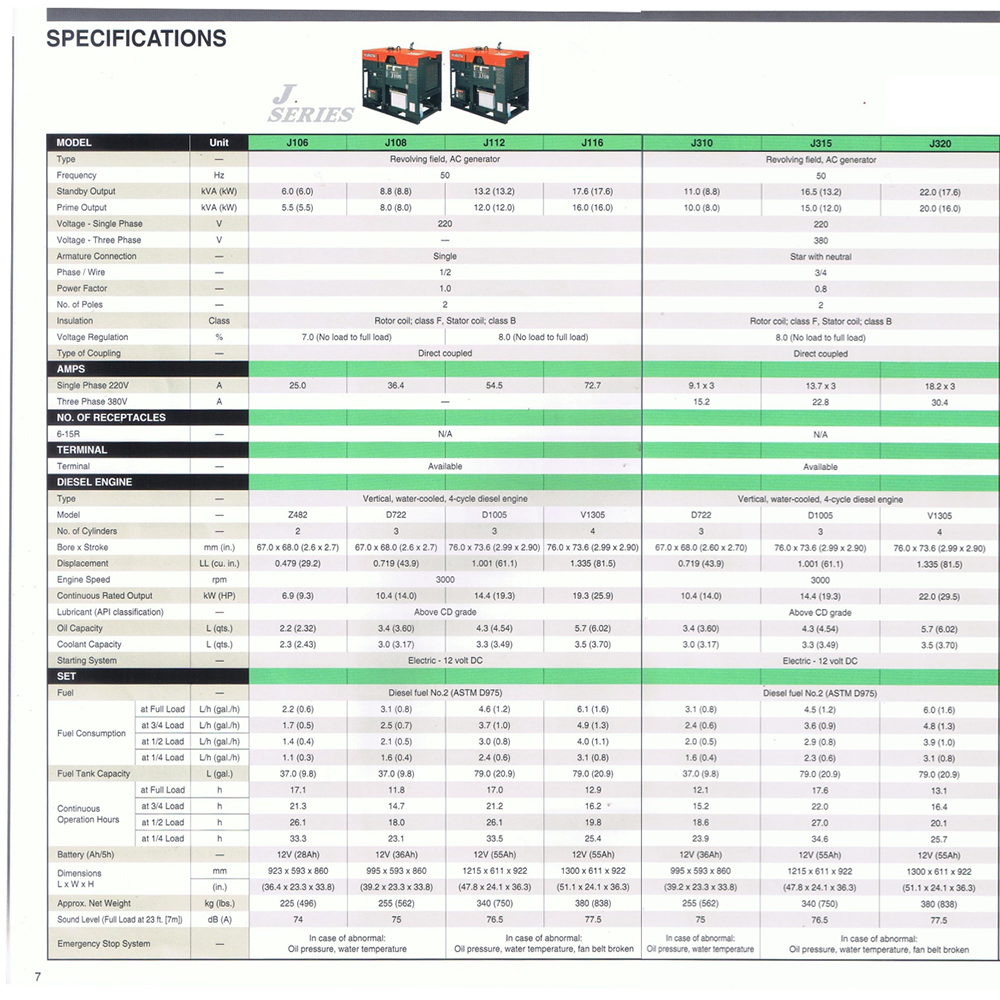 SPECIFICATIONS
J SERIES
MODEL Unit J106 J108 J112 J116 J310 J315 J320
Type — Revolving field, AC generator Revolving field, AC generator
Frequency Hz 50 50
Standby Output kVA (kW) 6.0 (6.0) 8.8 (8.8) 13.2 (13.2) 17.6 (17.6) 11.0 (8.8) 16.5 (13.2) 22.0 (17.6)
Prime Output kVA (kW) 5.5 (5.5) 8.0 (8.0) 12.0 (12.0) 16.0 (16.0) 10.0 (8.0) 15.0 (12.0) 20.0 (16.0)
Voltage - Single Phase V 220 220
Voltage - Three Phase V — 380
Armature Connection — Single Star with neutral
Phase / Wire — 1/2 3/4
Power Factor — 1.0 0.8
No. of Poles — 2 2
Insulation Class Rotor coil; class F, Stator coil; class B Rotor coil; class F, Stator coil; class B
Voltage Regulation % 7.0 (No load to full load) 8.0 (No load to full load) 8.0 (No load to full load)
Type of Coupling — Direct coupled Direct coupled
AMPS
Single Phase 220V A 25.0 36.4 54.5 72.7 9.1 x 3 13.7 x 3 18.2 x 3
Three Phase 380V A — 15.2 22.8 30.4
NO. OF RECEPTACLES
6-15R — N/A N/A
TERMINAL
Terminal — Available Available
DIESEL ENGINE
Type — Vertical, water-cooled, 4-cycle diesel engine Vertical, water-cooled, 4-cycle diesel engine
Model — Z482 D722 D1005 V1305 D722 D1005 V1305
No. of Cylinders — 2 3 3 4 3 3 4
Bore x Stroke mm (in.) 67.0 x 68.0 (2.6 x 2.7) 67.0 x 68.0 (2.6 x 2.7) 76.0 x 73.6 (2.99 x 2.90) 76.0 x 73.6 (2.99 x 2.90) 67.0 x 68.0 (2.60 x 2.70) 76.0 x 73.6 (2.99 x 2.90) 76.0 x 73.6 (2.99 x 2.90)
Displacement LL (cu. in.) 0.479 (29.2) 0.719 (43.9) 1.001 (61.1) 1.335 (81.5) 0.719 (43.9) 1.001 (61.1) 1.335 (81.5)
Engine Speed rpm 3000 3000
Continuous Rated Output kW (HP) 6.9 (9.3) 10.4 (14.0) 14.4 (19.3) 19.3 (25.9) 10.4 (14.0) 14.4 (19.3) 22.0 (29.5)
Lubricant (API classification) — Above CD grade Above CD grade
Oil Capacity L (qts.) 2.2 (2.32) 3.4 (3.60) 4.3 (4.54) 5.7 (6.02) 3.4 (3.60) 4.3 (4.54) 5.7 (6.02)
Coolant Capacity L (qts.) 2.3 (2.43) 3.0 (3.17) 3.3 (3.49) 3.5 (3.70) 3.0 (3.17) 3.3 (3.49) 3.5 (3.70)
Starting System — Electric - 12 volt DC Electric - 12 volt DC
SET
Fuel — Diesel fuel No.2 (ASTM D975) Diesel fuel No.2 (ASTM D975)
Fuel Consumption
at Full Load L/h (gal./h) 2.2 (0.6) 3.1 (0.8) 4.6 (1.2) 6.1 (1.6) 3.1 (0.8) 4.5 (1.2) 6.0 (1.6)
at 3/4 Load L/h (gal./h) 1.7 (0.5) 2.5 (0.7) 3.7 (1.0) 4.9 (1.3) 2.4 (0.6) 3.6 (0.9) 4.8 (1.3)
at 1/2 Load L/h (gal./h) 1.4 (0.4) 2.1 (0.5) 3.0 (0.8) 4.0 (1.1) 2.0 (0.5) 2.9 (0.8) 3.9 (1.0)
at 1/4 Load L/h (gal./h) 1.1 (0.3) 1.6 (0.4) 2.4 (0.6) 3.1 (0.8) 1.6 (0.4) 2.3 (0.6) 3.1 (0.8)
Fuel Tank Capacity L (gal.) 37.0 (9.8) 37.0 (9.8) 79.0 (20.9) 79.0 (20.9) 37.0 (9.8) 79.0 (20.9) 79.0 (20.9)
Continuous
Operation Hours
at Full Load h 17.1 11.8 17.0 12.9 12.1 17.6 13.1
at 3/4 Load h 21.3 14.7 21.2 16.2 15.2 22.0 16.4
at 1/2 Load h 26.1 18.0 26.1 19.8 18.6 27.0 20.1
at 1/4 Load h 33.3 23.1 33.5 25.4 23.9 34.6 25.7
Battery (Ah/5h) — 12V (28Ah) 12V (36Ah) 12V (55Ah) 12V (55Ah) 12V (36Ah) 12V (55Ah) 12V (55Ah)
Dimensions
L x W x H
mm 923 x 593 x 860 995 x 593 x 860 1215 x 611 x 922 1300 x 611 x 922 995 x 593 x 860 1215 x 611 x 922 1300 x 611 x 922
(in.) (36.4 x 23.3 x 33.8) (39.2 x 23.3 x 33.8) (47.8 x 24.1 x 36.3) (51.1 x 24.1 x 36.3) (39.2 x 23.3 x 33.8) (47.8 x 24.1 x 36.3) (51.1 x 24.1 x 36.3)
Approx. Net Weight kg (lbs.) 225 (496) 255 (562) 340 (750) 380 (838) 255 (562) 340 (750) 380 (838)
Sound Level (Full Load at 23 ft. [7m]) dB (A) 74 75 76.5 77.5 75 76.5 77.5
Emergency Stop System —
In case of abnormal: In case of abnormal: In case of abnormal: In case of abnormal:
Oil pressure, water temperature Oil pressure, water temperature, fan belt broken Oil pressure, water temperature Oil pressure, water temperature, fan belt broken
7